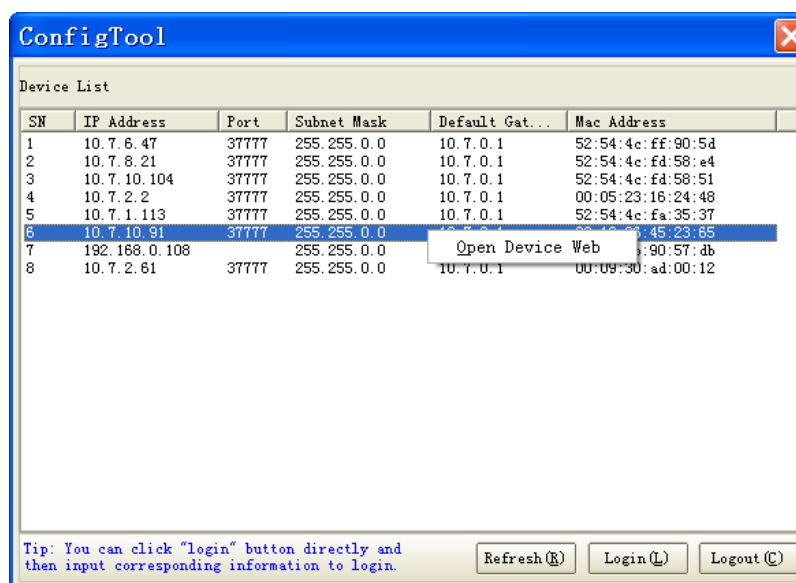 ConfigTool
Device List
SN IP Address Port Subnet Mask Default Gat... Mac Address
1 10.7.6.47 37777 255.255.0.0 10.7.0.1 52:54:4c:ff:90:5d
2 10.7.8.21 37777 255.255.0.0 10.7.0.1 52:54:4c:fd:58:e4
3 10.7.10.104 37777 255.255.0.0 10.7.0.1 52:54:4c:fd:58:51
4 10.7.2.2 37777 255.255.0.0 10.7.0.1 00:05:23:16:24:48
5 10.7.1.113 37777 255.255.0.0 10.7.0.1 52:54:4c:fa:35:37
6 10.7.10.91 37777 255.255.0.0 :45:23:65
Open Device Web
7 192.168.0.108 255.255.0.0 :90:57:db
8 10.7.2.61 37777 255.255.0.0 10.7.0.1 00:09:30:ad:00:12
Tip: You can click "login" button directly and
then input corresponding information to login.
Refresh(R) Login(L) Logout(C)